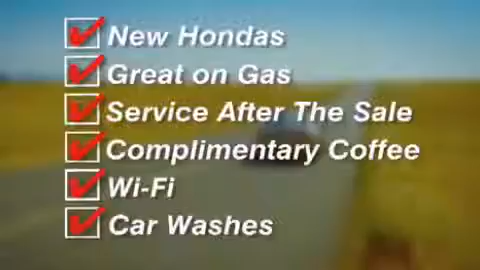 New Hondas
Great on Gas
Service After The Sale
Complimentary Coffee
Wi-Fi
Car Washes